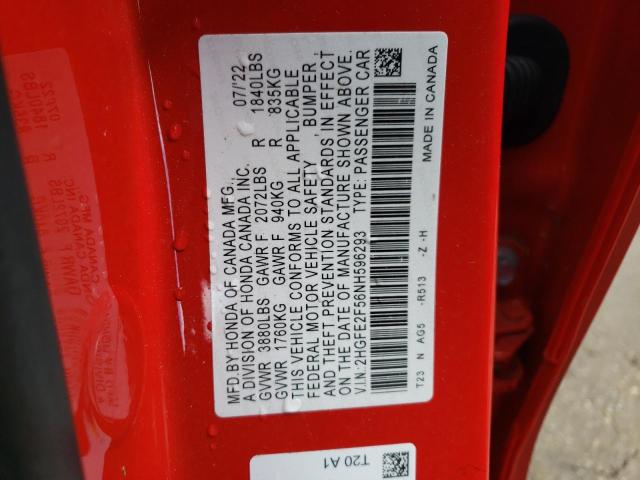 MFD.BY HONDA OF CANADA MFG., 07/'22
A DIVISION OF HONDA CANADA INC.
GVWR 3880LBS GAWR F 2072LBS R 1840LBS
GVWR 1760KG GAWR F 940KG R 835KG
THIS VEHICLE CONFORMS TO ALL APPLICABLE
FEDERAL MOTOR VEHICLE SAFETY , BUMPER ,
AND THEFT PREVENTION STANDARDS IN EFFECT
ON THE DATE OF MANUFACTURE SHOWN ABOVE.
V.I.N.:2HGFE2F56NH596293 TYPE: PASSENGER CAR
T23 N AG5 -R513 -Z -H MADE IN CANADA
T20 A1